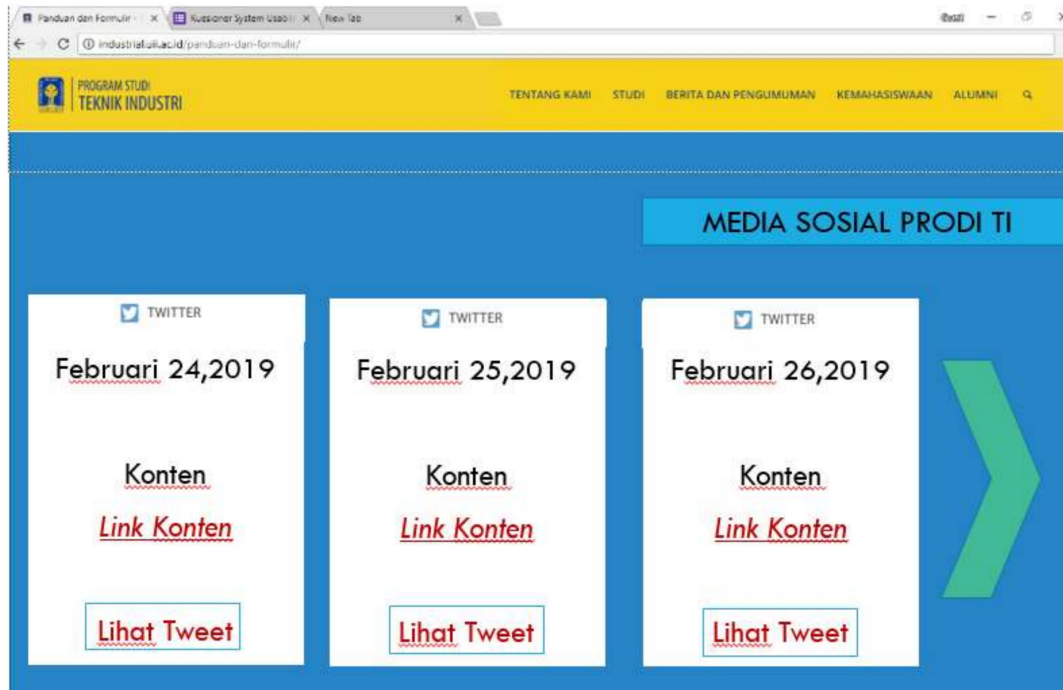 Panduan dan Formulir -
Kuesioner System Usabili
New Tab
industrial.uii.ac.id/panduan-dan-formulir/
PROGRAM STUDI
TEKNIK INDUSTRI
TENTANG KAMI STUDI BERITA DAN PENGUMUMAN KEMAHASISWAAN ALUMNI
MEDIA SOSIAL PRODI TI
TWITTER
Februari 24,2019
Konten
Link Konten
Lihat Tweet
TWITTER
Februari 25,2019
Konten
Link Konten
Lihat Tweet
TWITTER
Februari 26,2019
Konten
Link Konten
Lihat Tweet